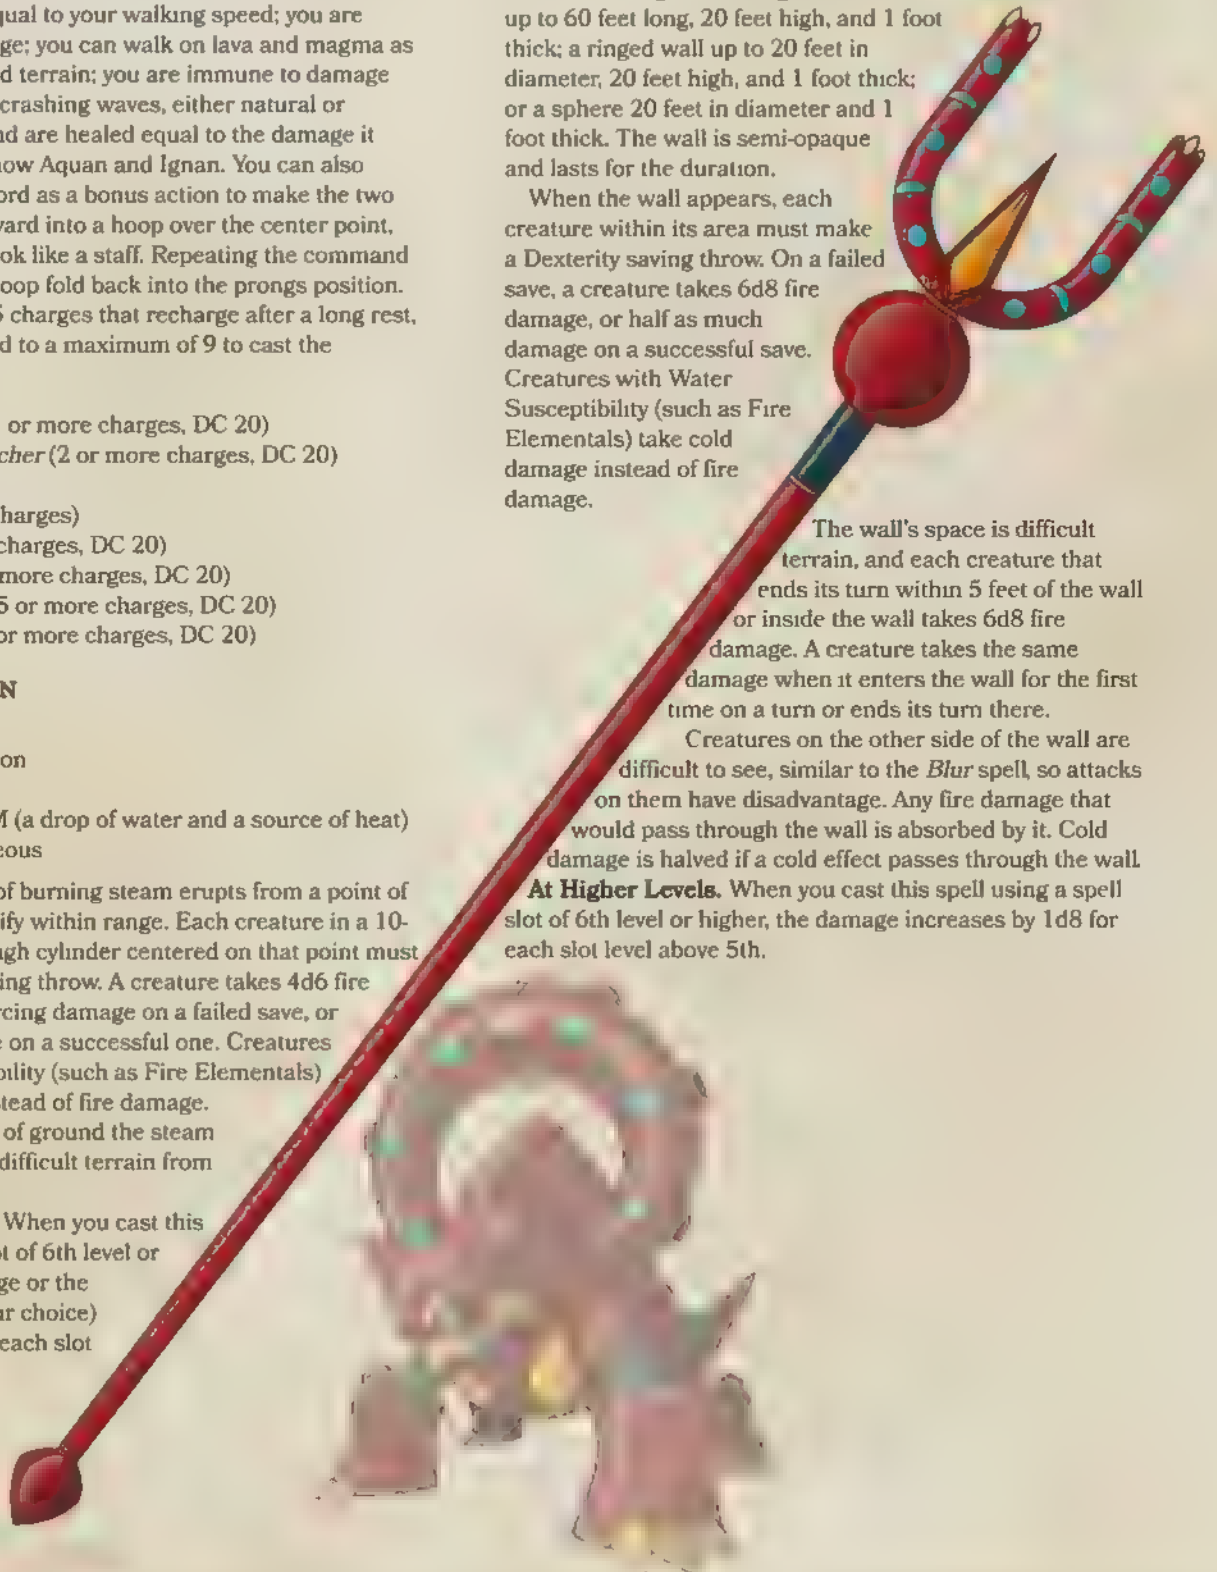 qual to your walking speed; you are
ge; you can walk on lava and magma as
d terrain; you are immune to damage
crashing waves, either natural or
nd are healed equal to the damage it
now Aquan and Ignan. You can also
ord as a bonus action to make the two
vard into a hoop over the center point,
ok like a staff. Repeating the command
oop fold back into the prongs position.
charges that recharge after a long rest,
d to a maximum of 9 to cast the
or more charges, DC 20)
cher (2 or more charges, DC 20)
harges)
charges, DC 20)
more charges, DC 20)
5 or more charges, DC 20)
or more charges, DC 20)
N
on
M (a drop of water and a source of heat)
eous
of burning steam erupts from a point of
ify within range. Each creature in a 10-
ugh cylinder centered on that point must
ing throw. A creature takes 4d6 fire
rcing damage on a failed save, or
e on a successful one. Creatures
bility (such as Fire Elementals)
stead of fire damage.
of ground the steam
difficult terrain from
When you cast this
ot of 6th level or
ge or the
ur choice)
each slot
up to 60 feet long, 20 feet high, and 1 foot
thick; a ringed wall up to 20 feet in
diameter, 20 feet high, and 1 foot thick;
or a sphere 20 feet in diameter and 1
foot thick. The wall is semi-opaque
and lasts for the duration.
When the wall appears, each
creature within its area must make
a Dexterity saving throw. On a failed
save, a creature takes 6d8 fire
damage, or half as much
damage on a successful save.
Creatures with Water
Susceptibility (such as Fire
Elementals) take cold
damage instead of fire
damage.
The wall's space is difficult
terrain, and each creature that
ends its turn within 5 feet of the wall
or inside the wall takes 6d8 fire
damage. A creature takes the same
damage when it enters the wall for the first
time on a turn or ends its turn there.
Creatures on the other side of the wall are
difficult to see, similar to the Blur spell, so attacks
on them have disadvantage. Any fire damage that
would pass through the wall is absorbed by it. Cold
damage is halved if a cold effect passes through the wall.
At Higher Levels. When you cast this spell using a spell
slot of 6th level or higher, the damage increases by 1d8 for
each slot level above 5th.